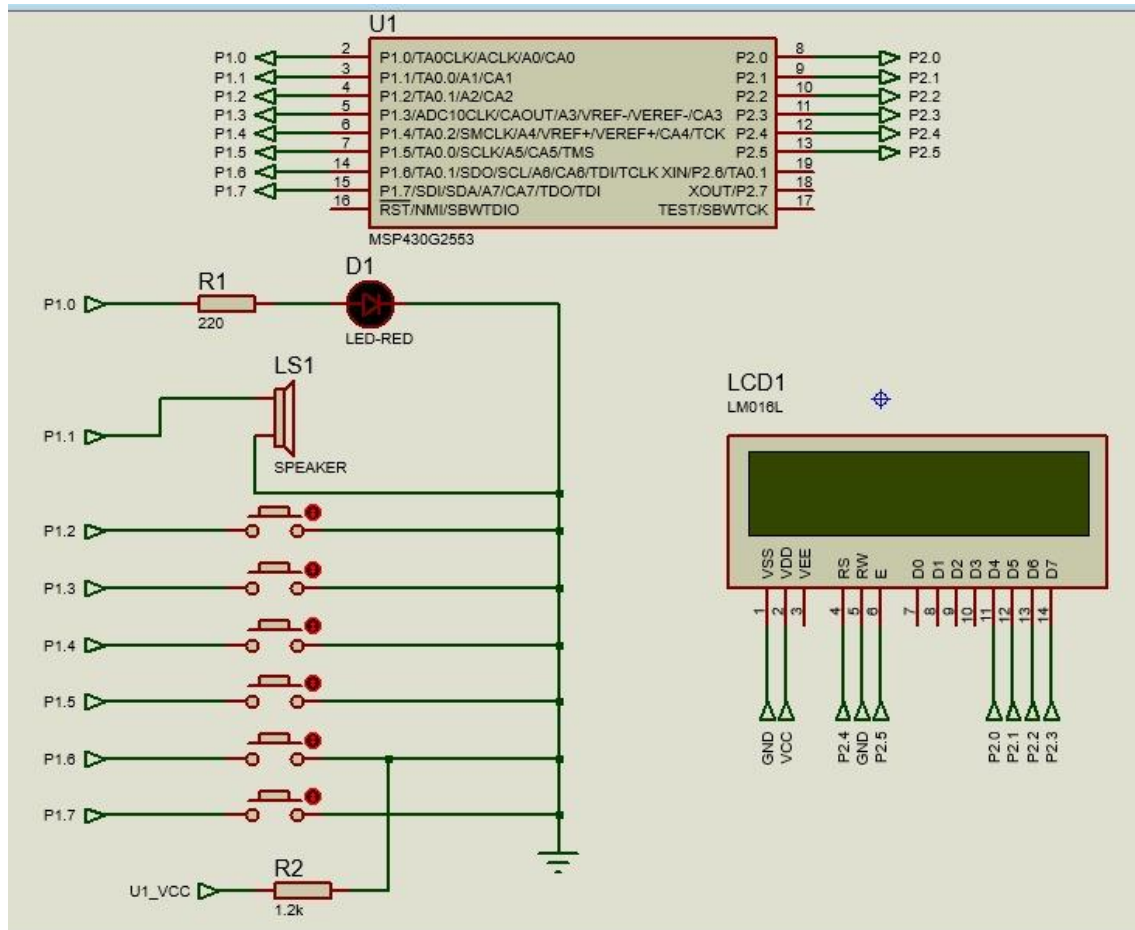 U1
P1.0 2 P1.0/TA0CLK/ACLK/A0/CA0 P2.0 8 P2.0
P1.1 3 P1.1/TA0.0/A1/CA1 P2.1 9 P2.1
P1.2 4 P1.2/TA0.1/A2/CA2 P2.2 10 P2.2
P1.3 5 P1.3/ADC10CLK/CAOUT/A3/VREF-/VEREF-/CA3 P2.3 11 P2.3
P1.4 6 P1.4/TA0.2/SMCLK/A4/VREF+/VEREF+/CA4/TCK P2.4 12 P2.4
P1.5 7 P1.5/TA0.0/SCLK/A5/CA5/TMS P2.5 13 P2.5
P1.6 14 P1.6/TA0.1/SDO/SCL/A6/CA6/TDI/TCLK XIN/P2.6/TA0.1 19
P1.7 15 P1.7/SDI/SDA/A7/CA7/TDO/TDI XOUT/P2.7 18
16 RST/NMI/SBWTDIO TEST/SBWTCK 17
MSP430G2553
R1
D1
P1.0
220
LED-RED
LS1
P1.1
SPEAKER
P1.2
P1.3
P1.4
P1.5
P1.6
P1.7
R2
U1_VCC
1.2k
LCD1
LM016L
VSS VDD VEE RS RW E D0 D1 D2 D3 D4 D5 D6 D7
1 2 3 4 5 6 7 8 9 10 11 12 13 14
GND VCC P2.4 GND P2.5 P2.0 P2.1 P2.2 P2.3